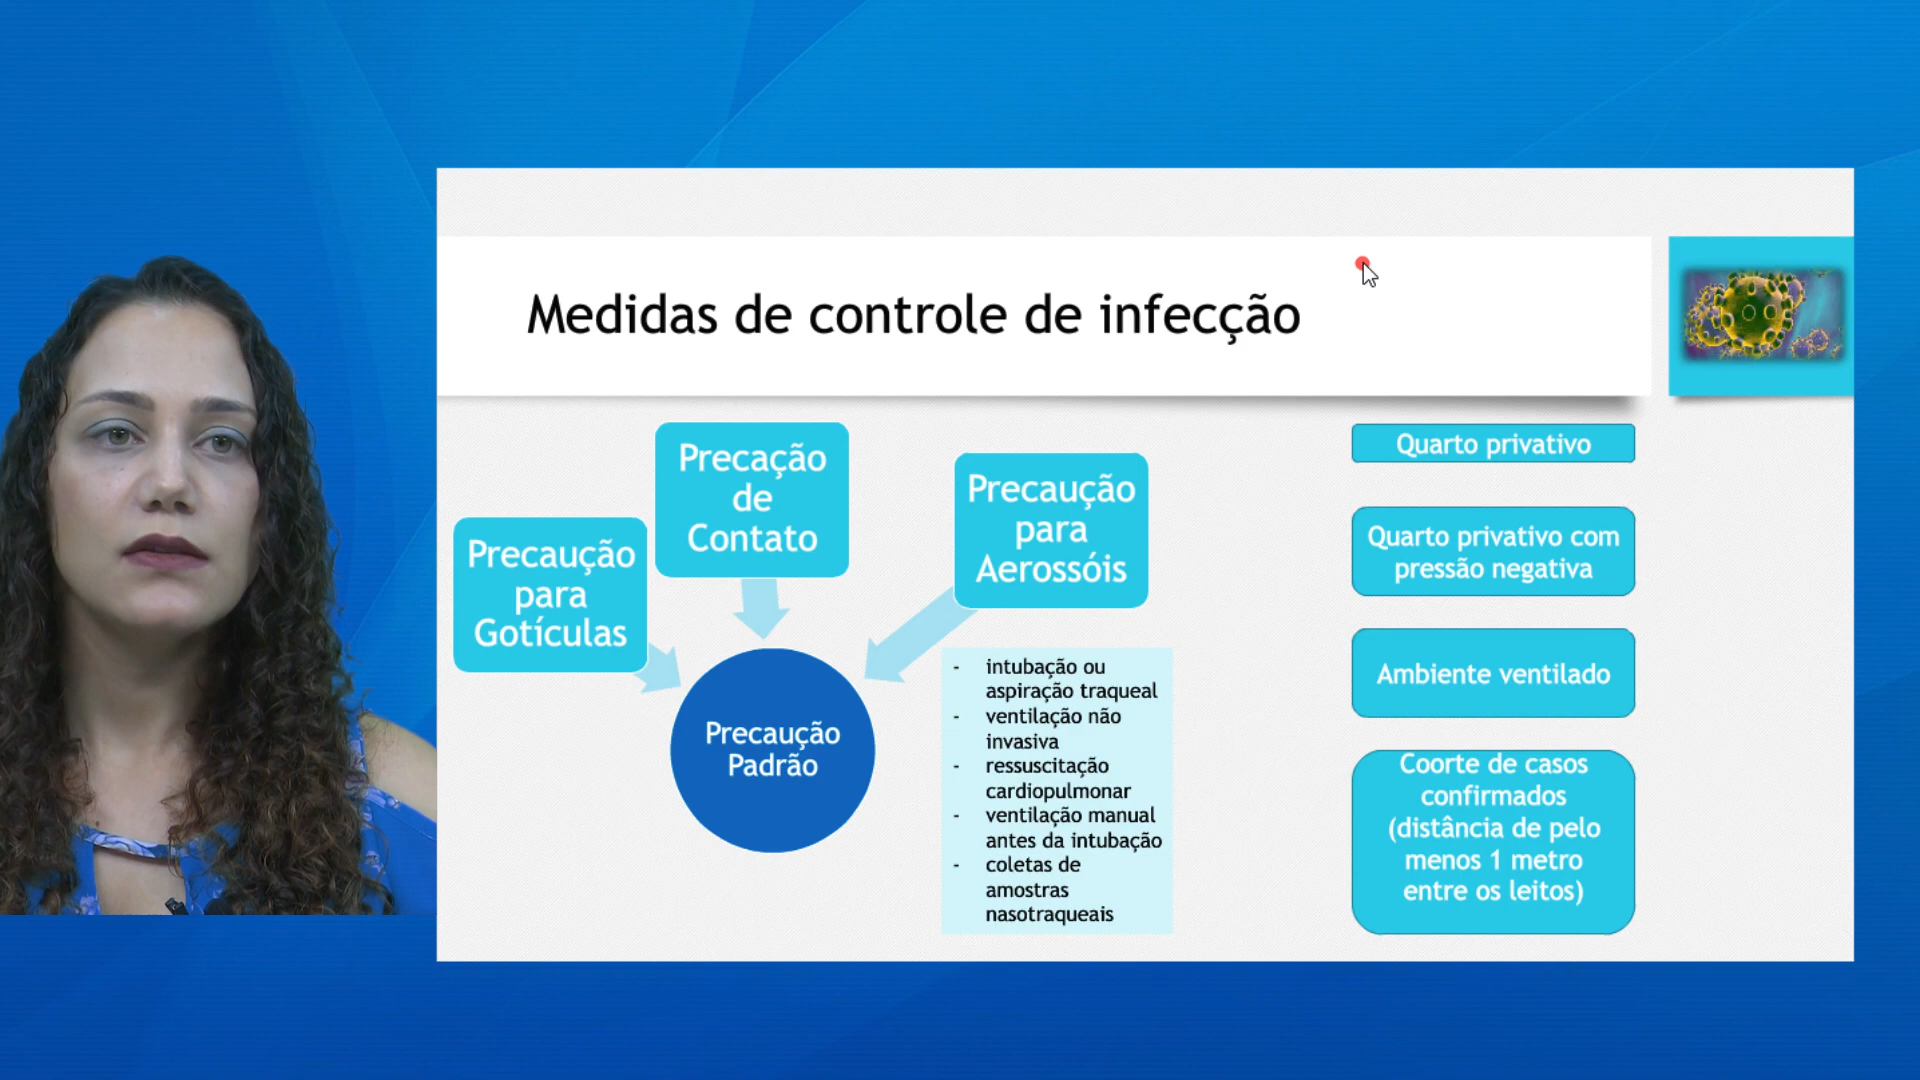 Medidas de controle de infecção
Precaução
para
Gotículas
Precação
de
Contato
Precaução
para
Aerossóis
Precaução
Padrão
- intubação ou
aspiração traqueal
- ventilação não
invasiva
- ressuscitação
cardiopulmonar
- ventilação manual
antes da intubação
- coletas de
amostras
nasotraqueais
Quarto privativo
Quarto privativo com
pressão negativa
Ambiente ventilado
Coorte de casos
confirmados
(distância de pelo
menos 1 metro
entre os leitos)